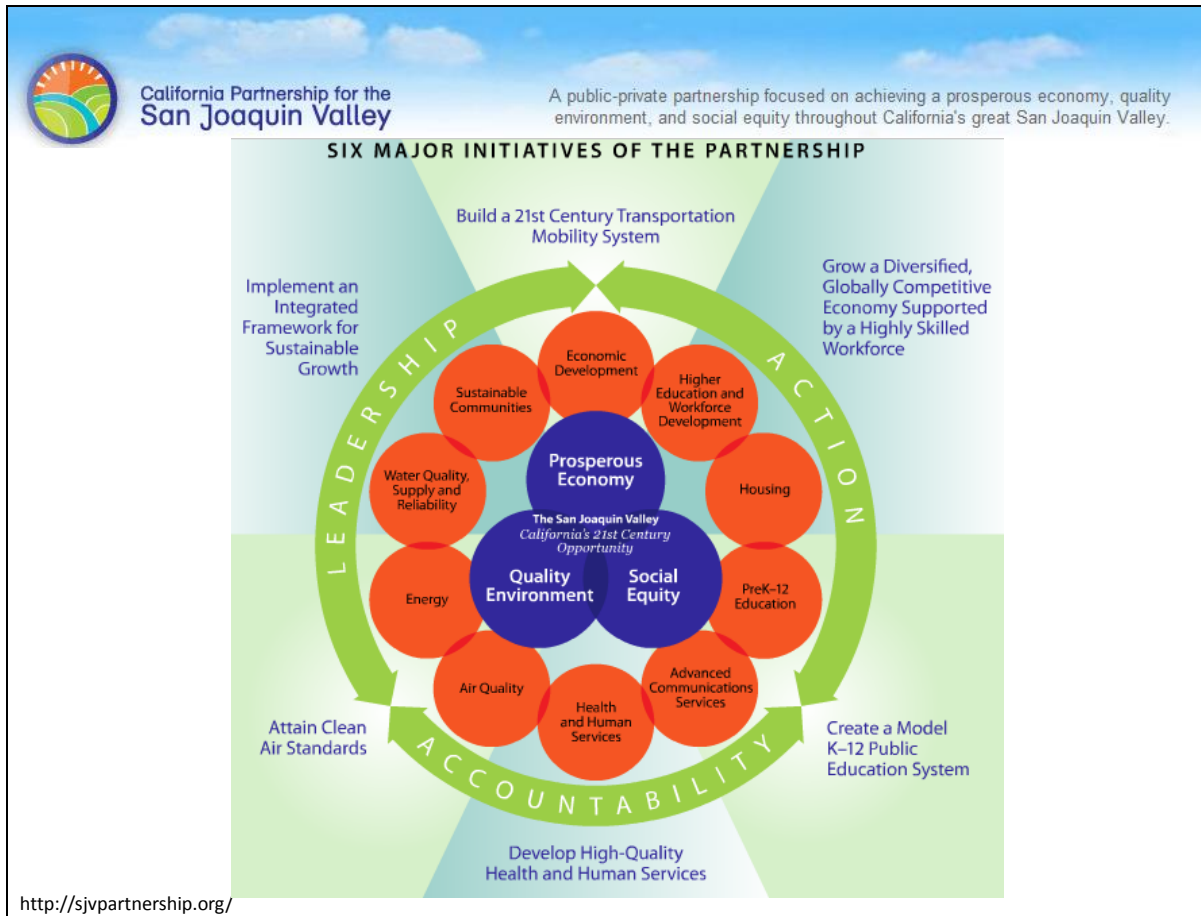 California Partnership for the
San Joaquin Valley
A public-private partnership focused on achieving a prosperous economy, quality
environment, and social equity throughout California's great San Joaquin Valley.
SIX MAJOR INITIATIVES OF THE PARTNERSHIP
Build a 21st Century Transportation
Mobility System
Implement an
Integrated
Framework for
Sustainable
Growth
Grow a Diversified,
Globally Competitive
Economy Supported
by a Highly Skilled
Workforce
LEADERSHIP
ACTION
Economic
Development
Sustainable
Communities
Higher
Education and
Workforce
Development
Water Quality,
Supply and
Reliability
Prosperous
Economy
Housing
The San Joaquin Valley
California's 21st Century
Opportunity
Quality
Environment
Social
Equity
Energy
PreK–12
Education
Air Quality
Health
and Human
Services
Advanced
Communications
Services
ACCOUNTABILITY
Attain Clean
Air Standards
Create a Model
K–12 Public
Education System
Develop High-Quality
Health and Human Services
http://sjvpartnership.org/